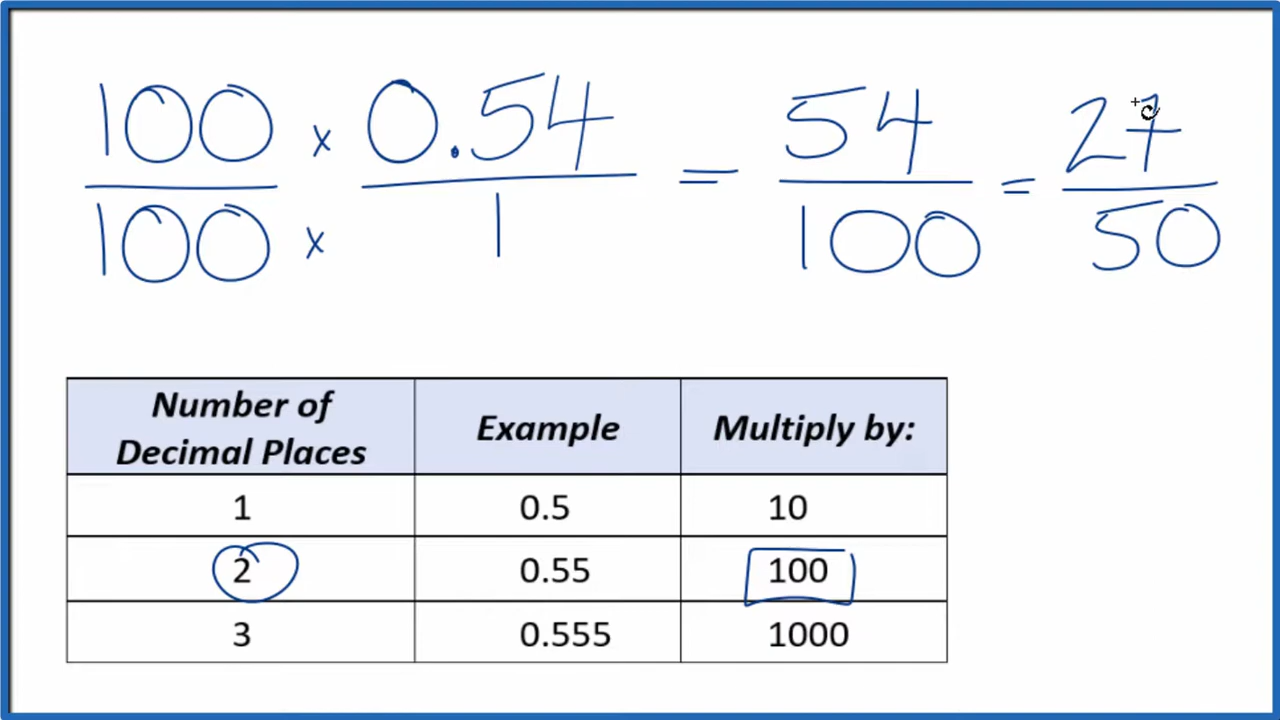 100 × 0.54 = 54 = 27
100 × 1 100 50
Number of Decimal Places Example Multiply by:
1 0.5 10
2 0.55 100
3 0.555 1000